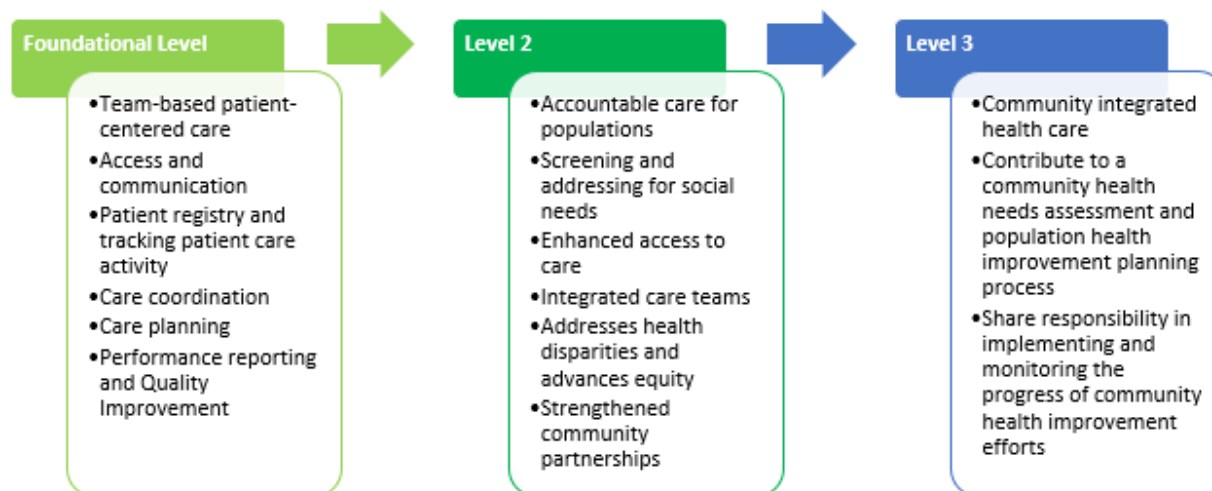 Foundational Level
•Team-based patient-
centered care
•Access and
communication
•Patient registry and
tracking patient care
activity
•Care coordination
•Care planning
•Performance reporting
and Quality
Improvement
Level 2
•Accountable care for
populations
•Screening and
addressing for social
needs
•Enhanced access to
care
•Integrated care teams
•Addresses health
disparities and
advances equity
•Strengthened
community
partnerships
Level 3
•Community integrated
health care
•Contribute to a
community health
needs assessment and
population health
improvement planning
process
•Share responsibility in
implementing and
monitoring the
progress of community
health improvement
efforts